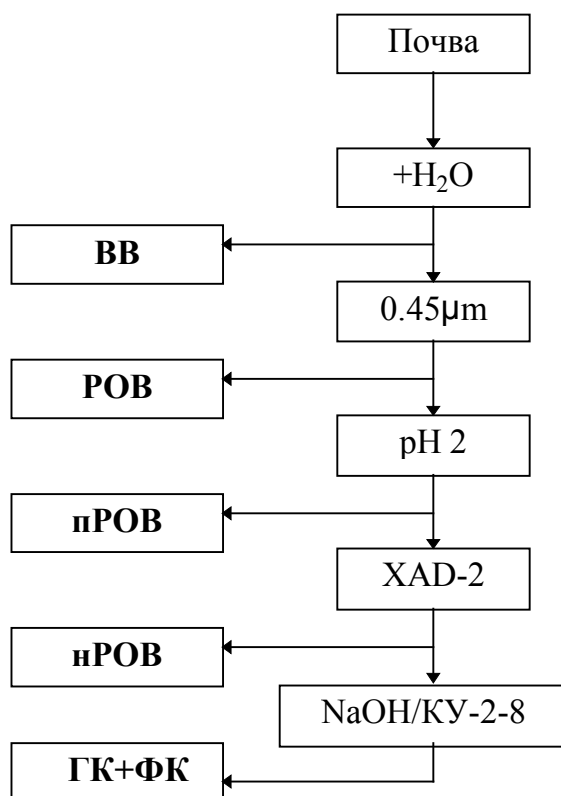 Почва
+H₂O
ВВ
0.45μm
РОВ
pH 2
пРОВ
XAD-2
нРОВ
NaOH/КУ-2-8
ГК+ФК